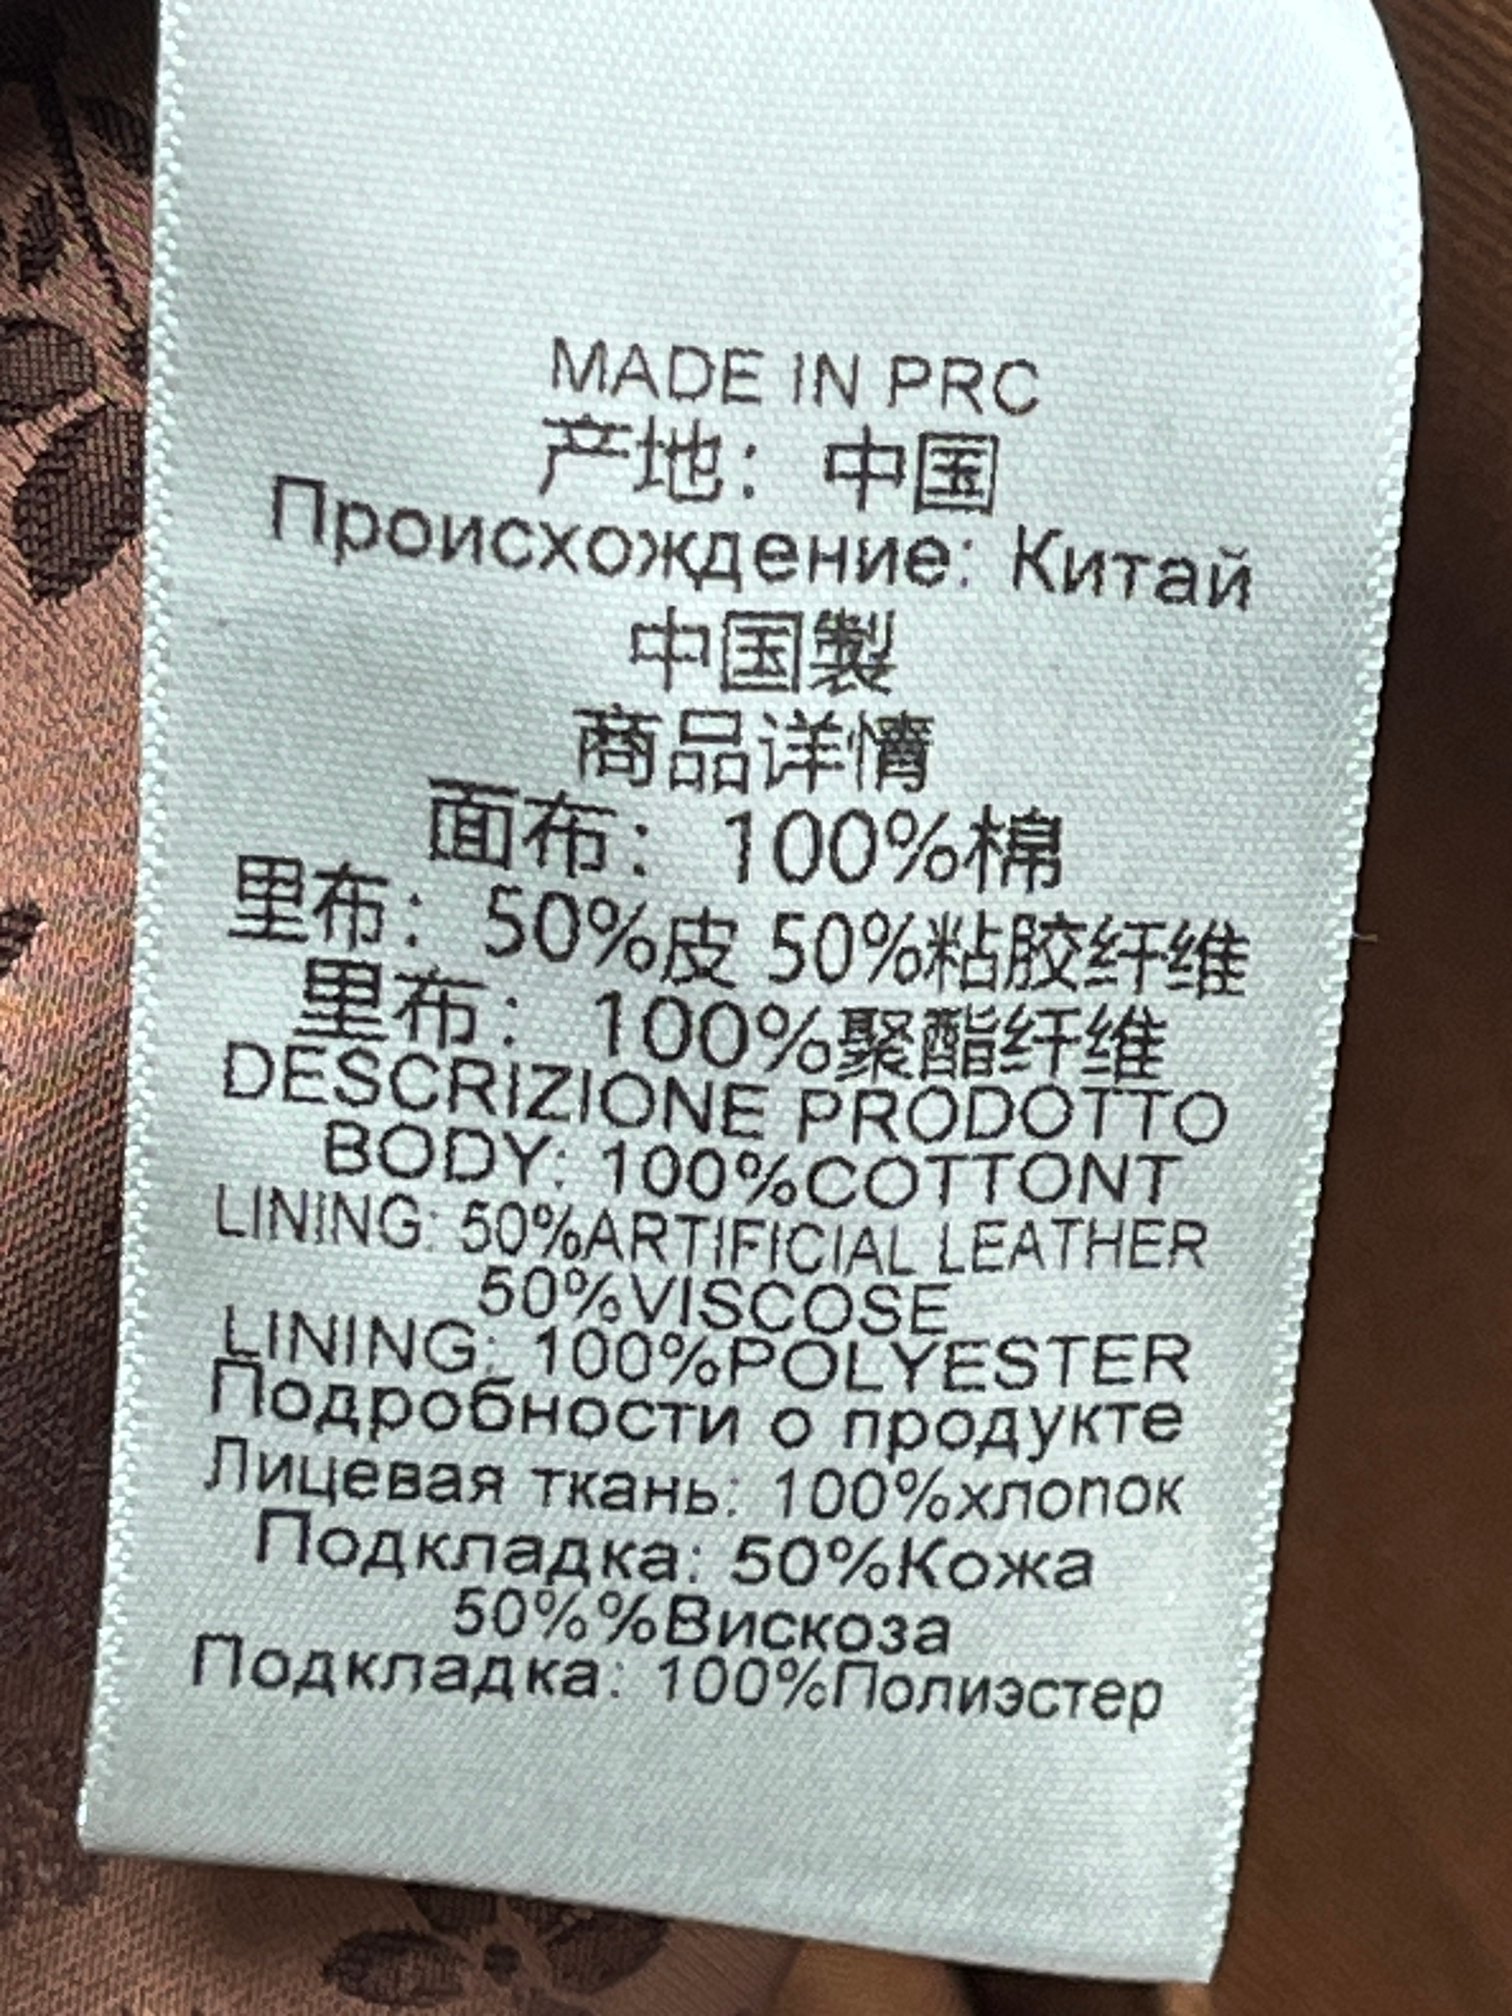 MADE IN PRC
产地：中国
Происхождение: Китай
中国製
商品详情
面布：100%棉
里布：50%皮 50%粘胶纤维
里布：100%聚酯纤维
DESCRIZIONE PRODOTTO
BODY: 100%COTTONT
LINING: 50%ARTIFICIAL LEATHER
50%VISCOSE
LINING: 100%POLYESTER
Подробности о продукте
Лицевая ткань: 100%хлопок
Подкладка: 50%Кожа
50%%Вискоза
Подкладка: 100%Полиэстер